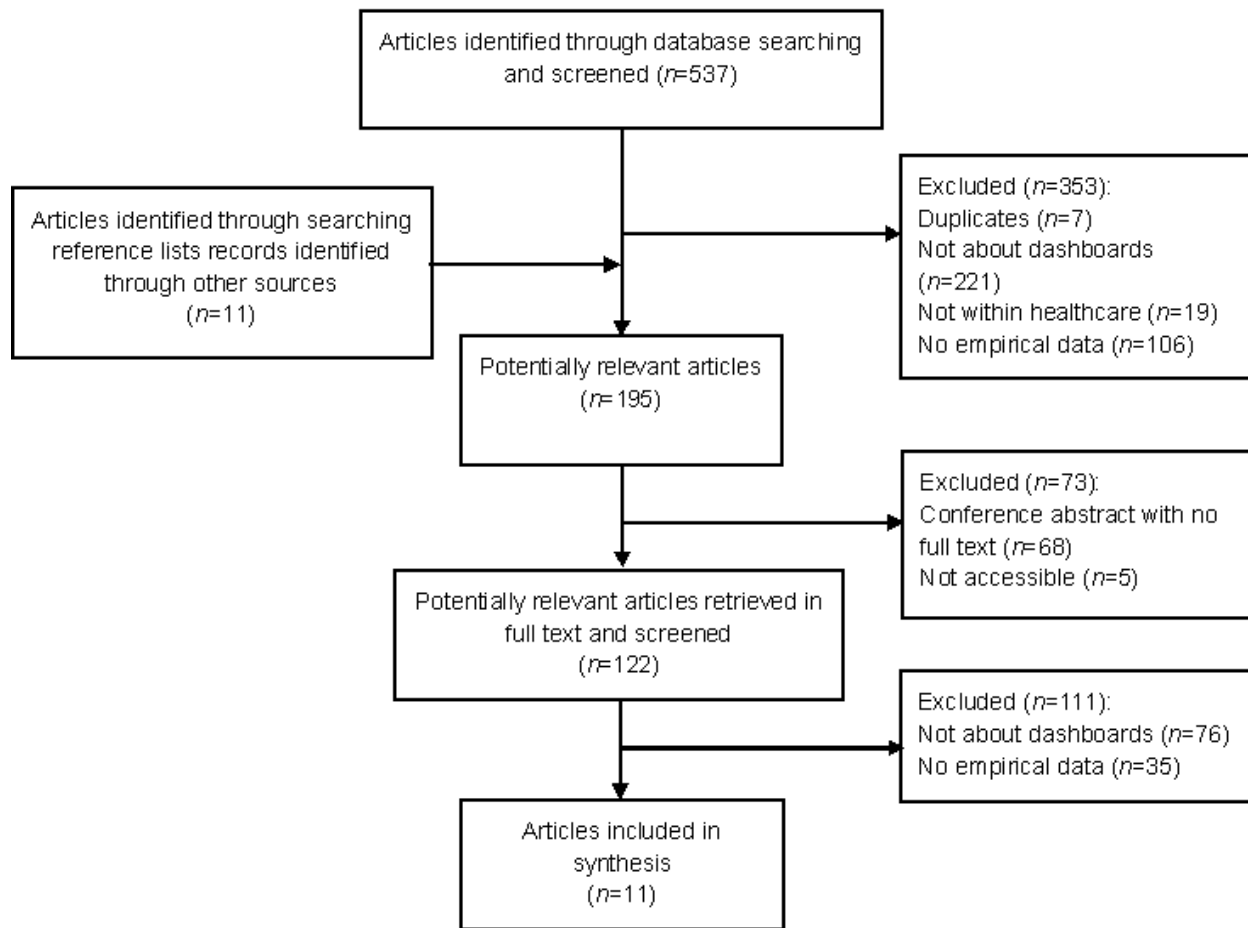 Articles identified through database searching
and screened (n=537)
Articles identified through searching
reference lists records identified
through other sources
(n=11)
Excluded (n=353):
Duplicates (n=7)
Not about dashboards
(n=221)
Not within healthcare (n=19)
No empirical data (n=106)
Potentially relevant articles
(n=195)
Excluded (n=73):
Conference abstract with no
full text (n=68)
Not accessible (n=5)
Potentially relevant articles retrieved in
full text and screened
(n=122)
Excluded (n=111):
Not about dashboards (n=76)
No empirical data (n=35)
Articles included in
synthesis
(n=11)